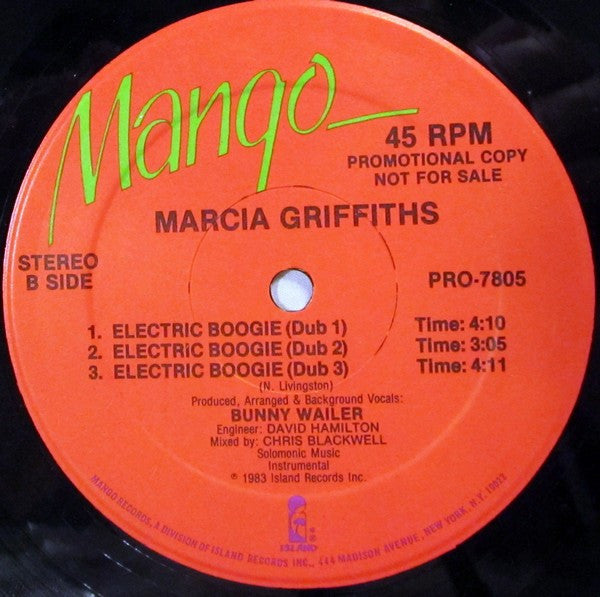 Mango
45 RPM
PROMOTIONAL COPY
NOT FOR SALE
MARCIA GRIFFITHS
STEREO
B SIDE
PRO-7805
1. ELECTRIC BOOGIE (Dub 1) Time: 4:10
2. ELECTRIC BOOGIE (Dub 2) Time: 3:05
3. ELECTRIC BOOGIE (Dub 3) Time: 4:11
(N. Livingston)
Produced, Arranged & Background Vocals:
BUNNY WAILER
Engineer: DAVID HAMILTON
Mixed by: CHRIS BLACKWELL
Solomonic Music
Instrumental
℗ 1983 Island Records Inc.
ISLAND ®
MANGO RECORDS, A DIVISION OF ISLAND RECORDS INC., 444 MADISON AVENUE, NEW YORK, N.Y. 10022